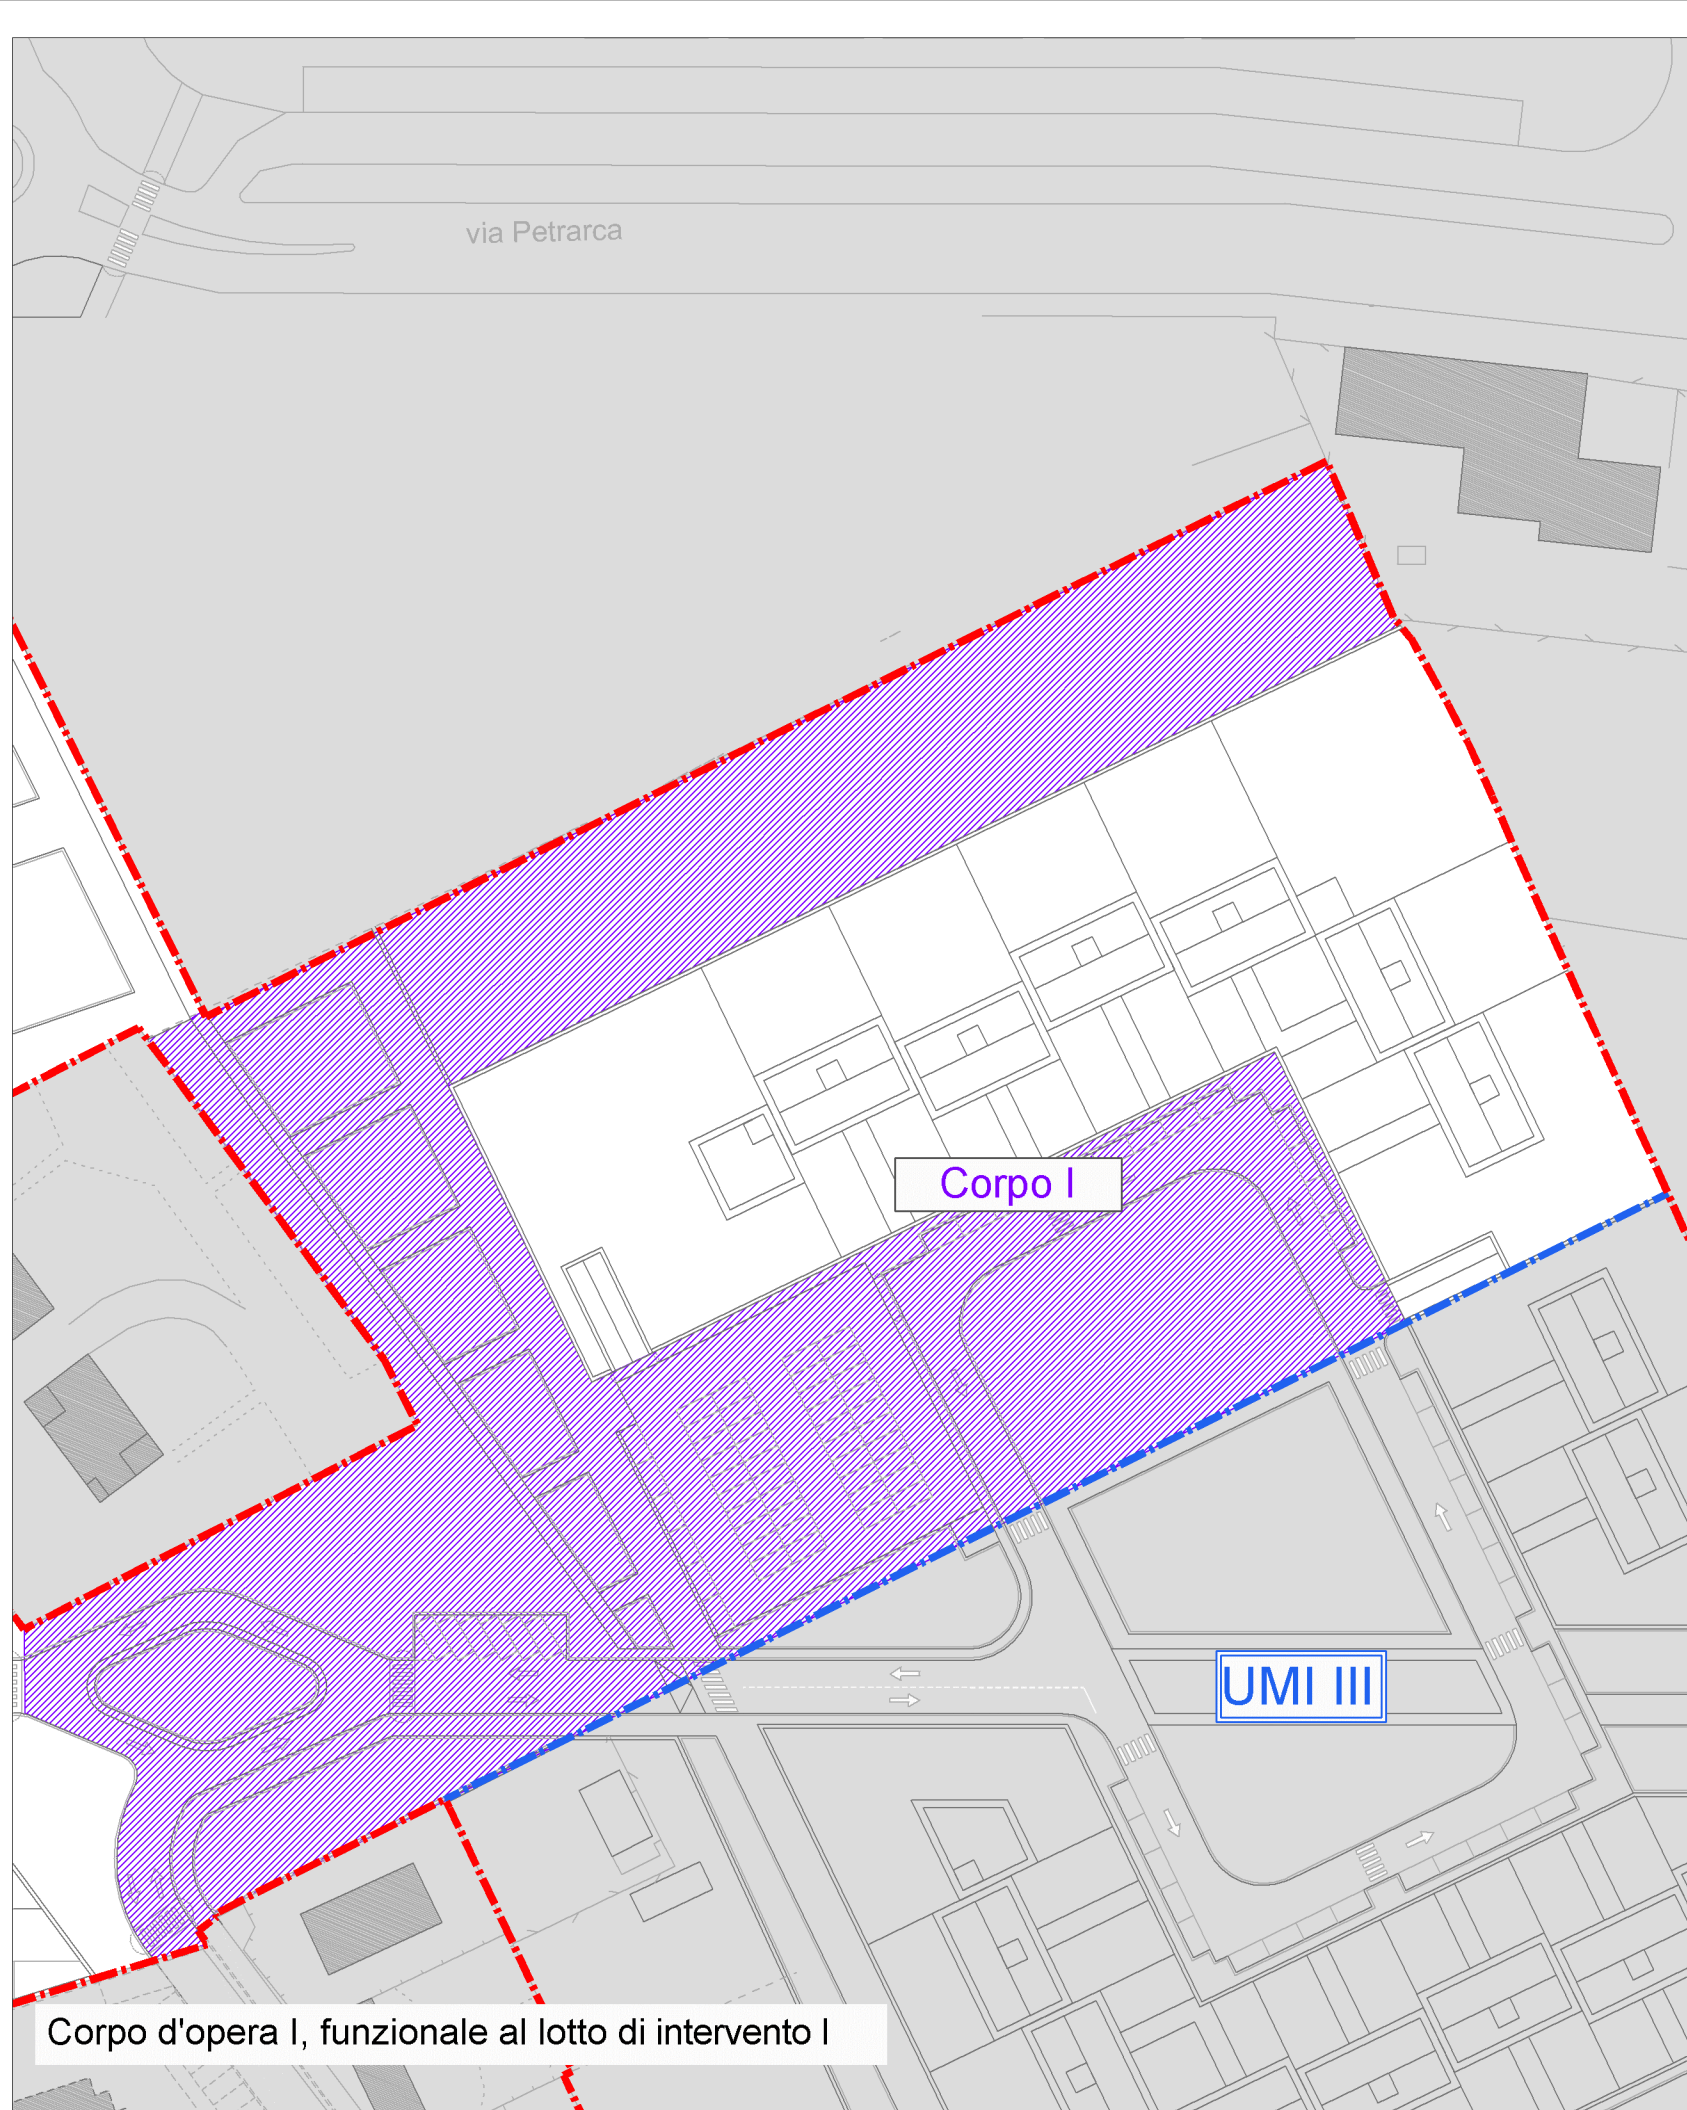 via Petrarca
Corpo I
UMI III
Corpo d'opera I, funzionale al lotto di intervento I